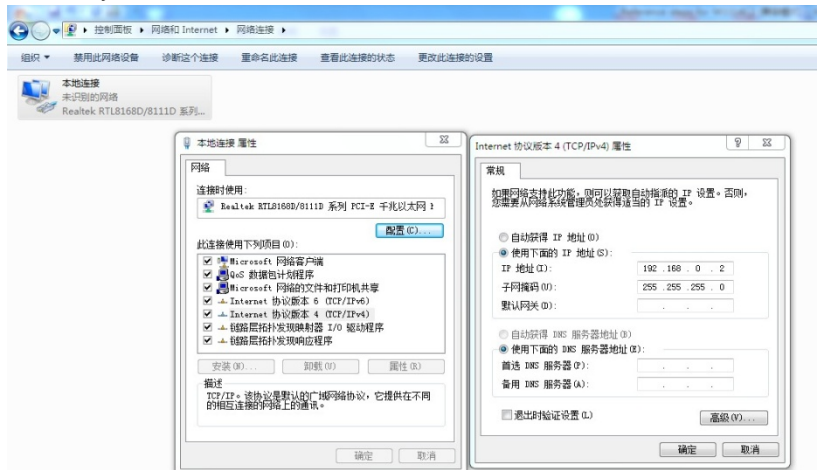 控制面板 ▸ 网络和 Internet ▸ 网络连接 ▸
组织 ▾ 禁用此网络设备 诊断这个连接 重命名此连接 查看此连接的状态 更改此连接的设置
本地连接
未识别的网络
Realtek RTL8168D/8111D 系列...
本地连接 属性
网络
连接时使用:
Realtek RTL8168D/8111D 系列 PCI-E 千兆以太网
配置(C)...
此连接使用下列项目(O):
Microsoft 网络客户端
QoS 数据包计划程序
Microsoft 网络的文件和打印机共享
Internet 协议版本 6 (TCP/IPv6)
Internet 协议版本 4 (TCP/IPv4)
链路层拓扑发现映射器 I/O 驱动程序
链路层拓扑发现响应程序
安装(N)... 卸载(U) 属性(R)
描述
TCP/IP。该协议是默认的广域网络协议，它提供在不同
的相互连接的网络上的通讯。
确定 取消
Internet 协议版本 4 (TCP/IPv4) 属性
常规
如果网络支持此功能，则可以获取自动指派的 IP 设置。否则，
您需要从网络系统管理员处获得适当的 IP 设置。
自动获得 IP 地址(O)
使用下面的 IP 地址(S):
IP 地址(I): 192 .168 . 0 . 2
子网掩码(U): 255 .255 .255 . 0
默认网关(D): . . .
自动获得 DNS 服务器地址(B)
使用下面的 DNS 服务器地址(E):
首选 DNS 服务器(P): . . .
备用 DNS 服务器(A): . . .
退出时验证设置(L)
高级(V)...
确定 取消